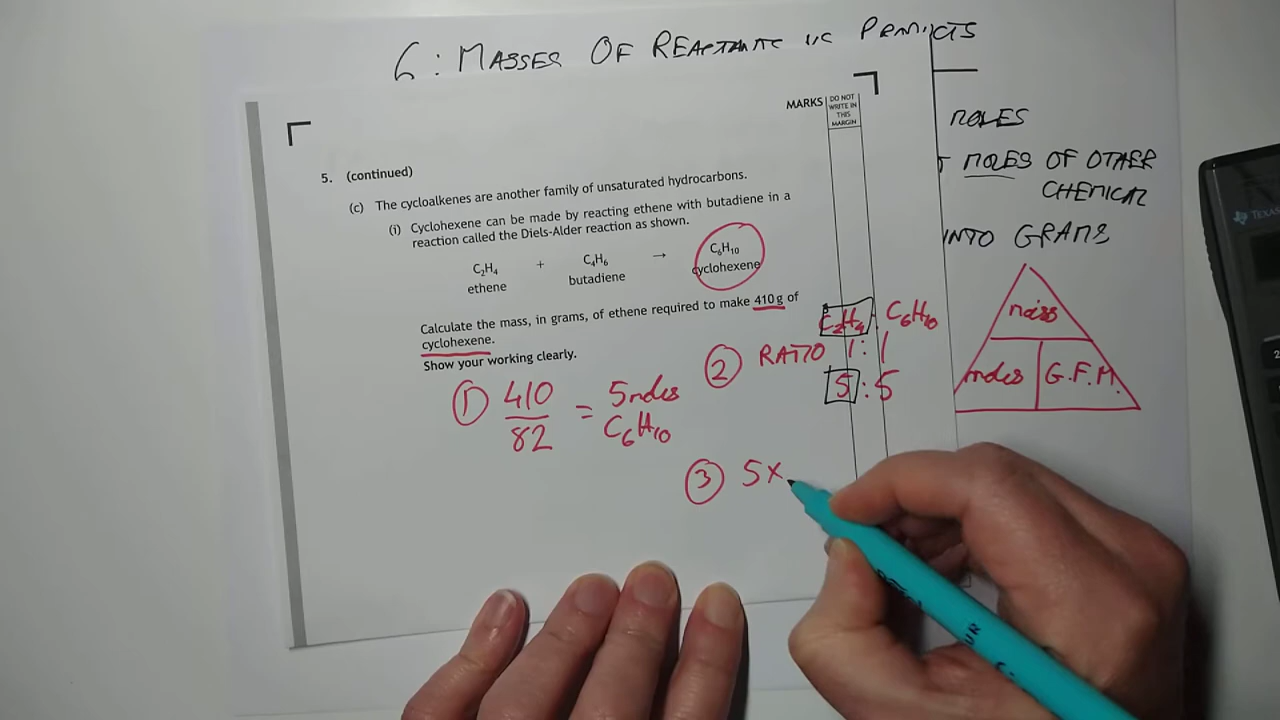 6: MASSES OF REACTANTS PRODUCTS
MARKS
DO NOT
WRITE IN
THIS
MARGIN
5. (continued)
(c) The cycloalkenes are another family of unsaturated hydrocarbons.
(i) Cyclohexene can be made by reacting ethene with butadiene in a
reaction called the Diels-Alder reaction as shown.
C₂H₄ + C₄H₆ → C₆H₁₀
ethene butadiene cyclohexene
Calculate the mass, in grams, of ethene required to make 410 g of
cyclohexene.
Show your working clearly.
① 410/82 = 5 moles
C₆H₁₀
C₂H₄ : C₆H₁₀
② RATIO 1 : 1
5 : 5
③ 5x
MOLES
MOLES OF OTHER
CHEMICAL
INTO GRAMS
mass
moles G.F.M.
TEXAS